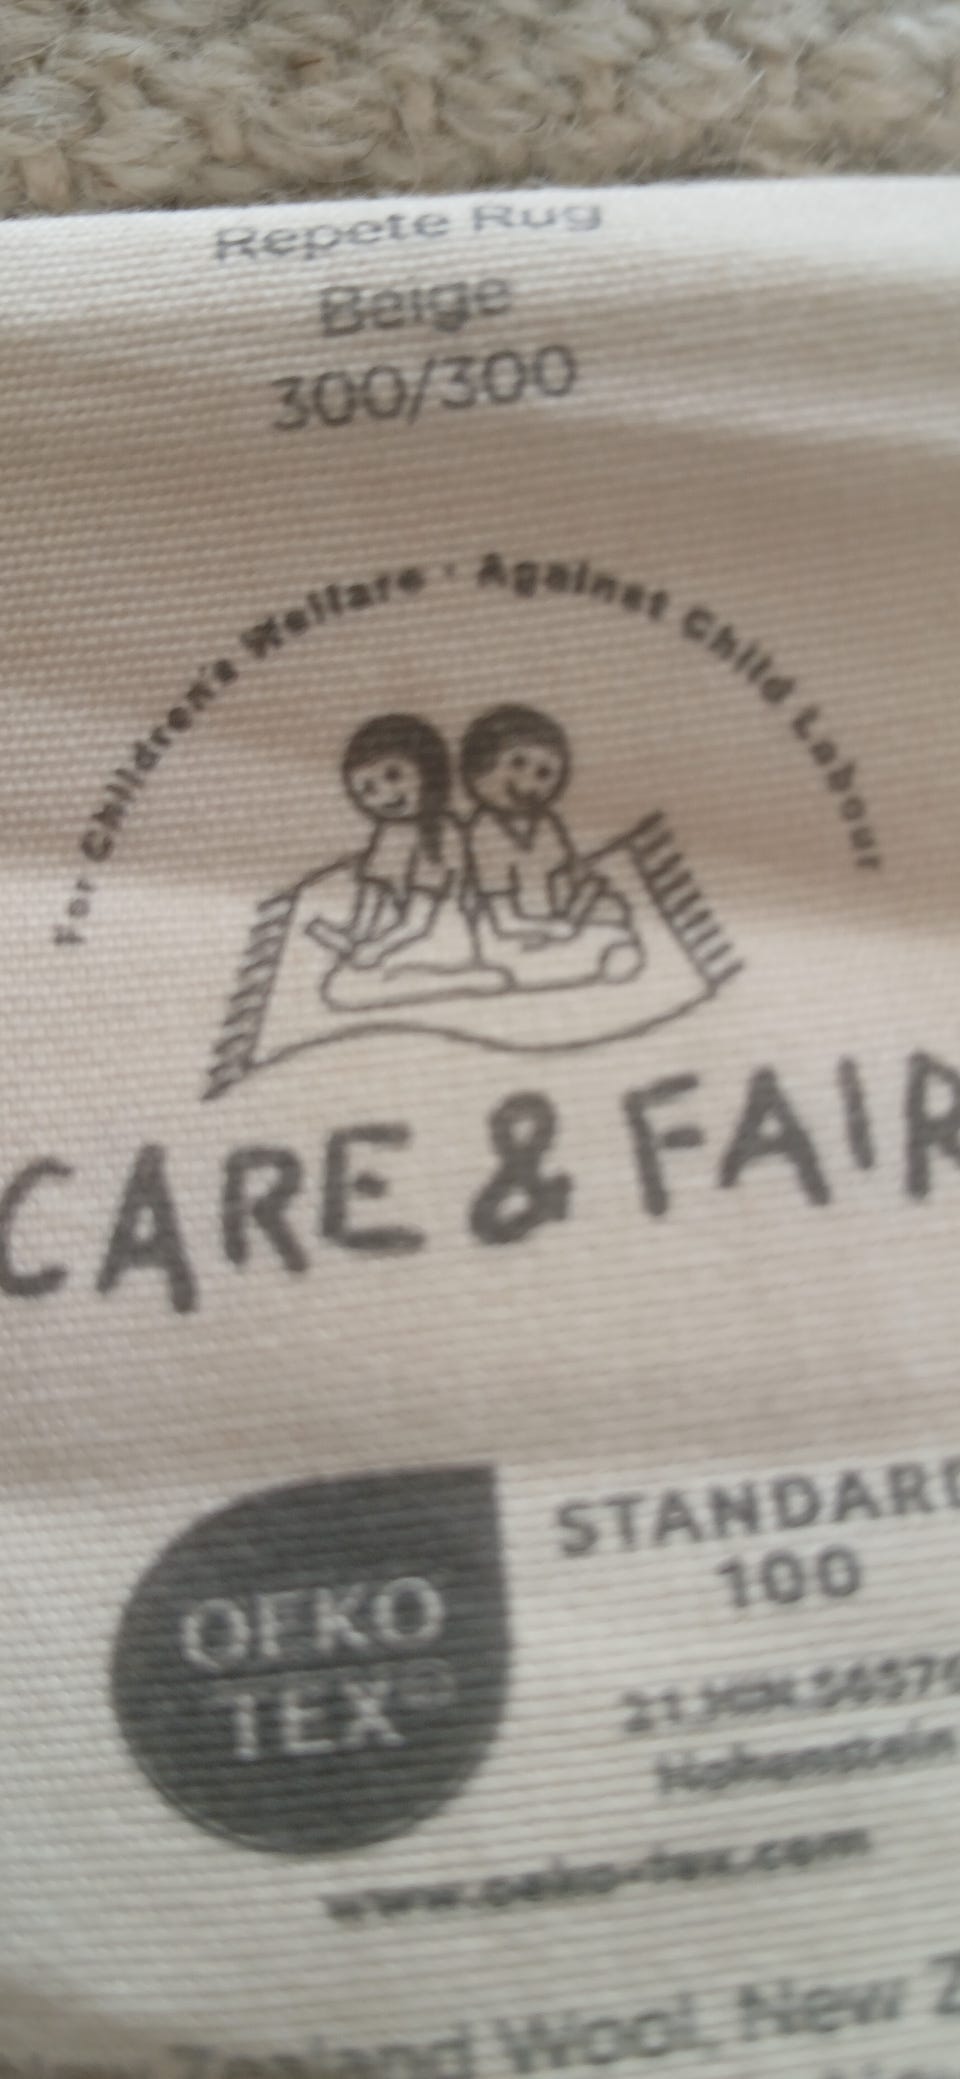 Repete Rug
Beige
300/300
For Children's Welfare · Against Child Labour
CARE & FAIR
OEKO
TEX®
STANDARD
100
Hohenstein
www.oeko-tex.com
Zealand Wool, New